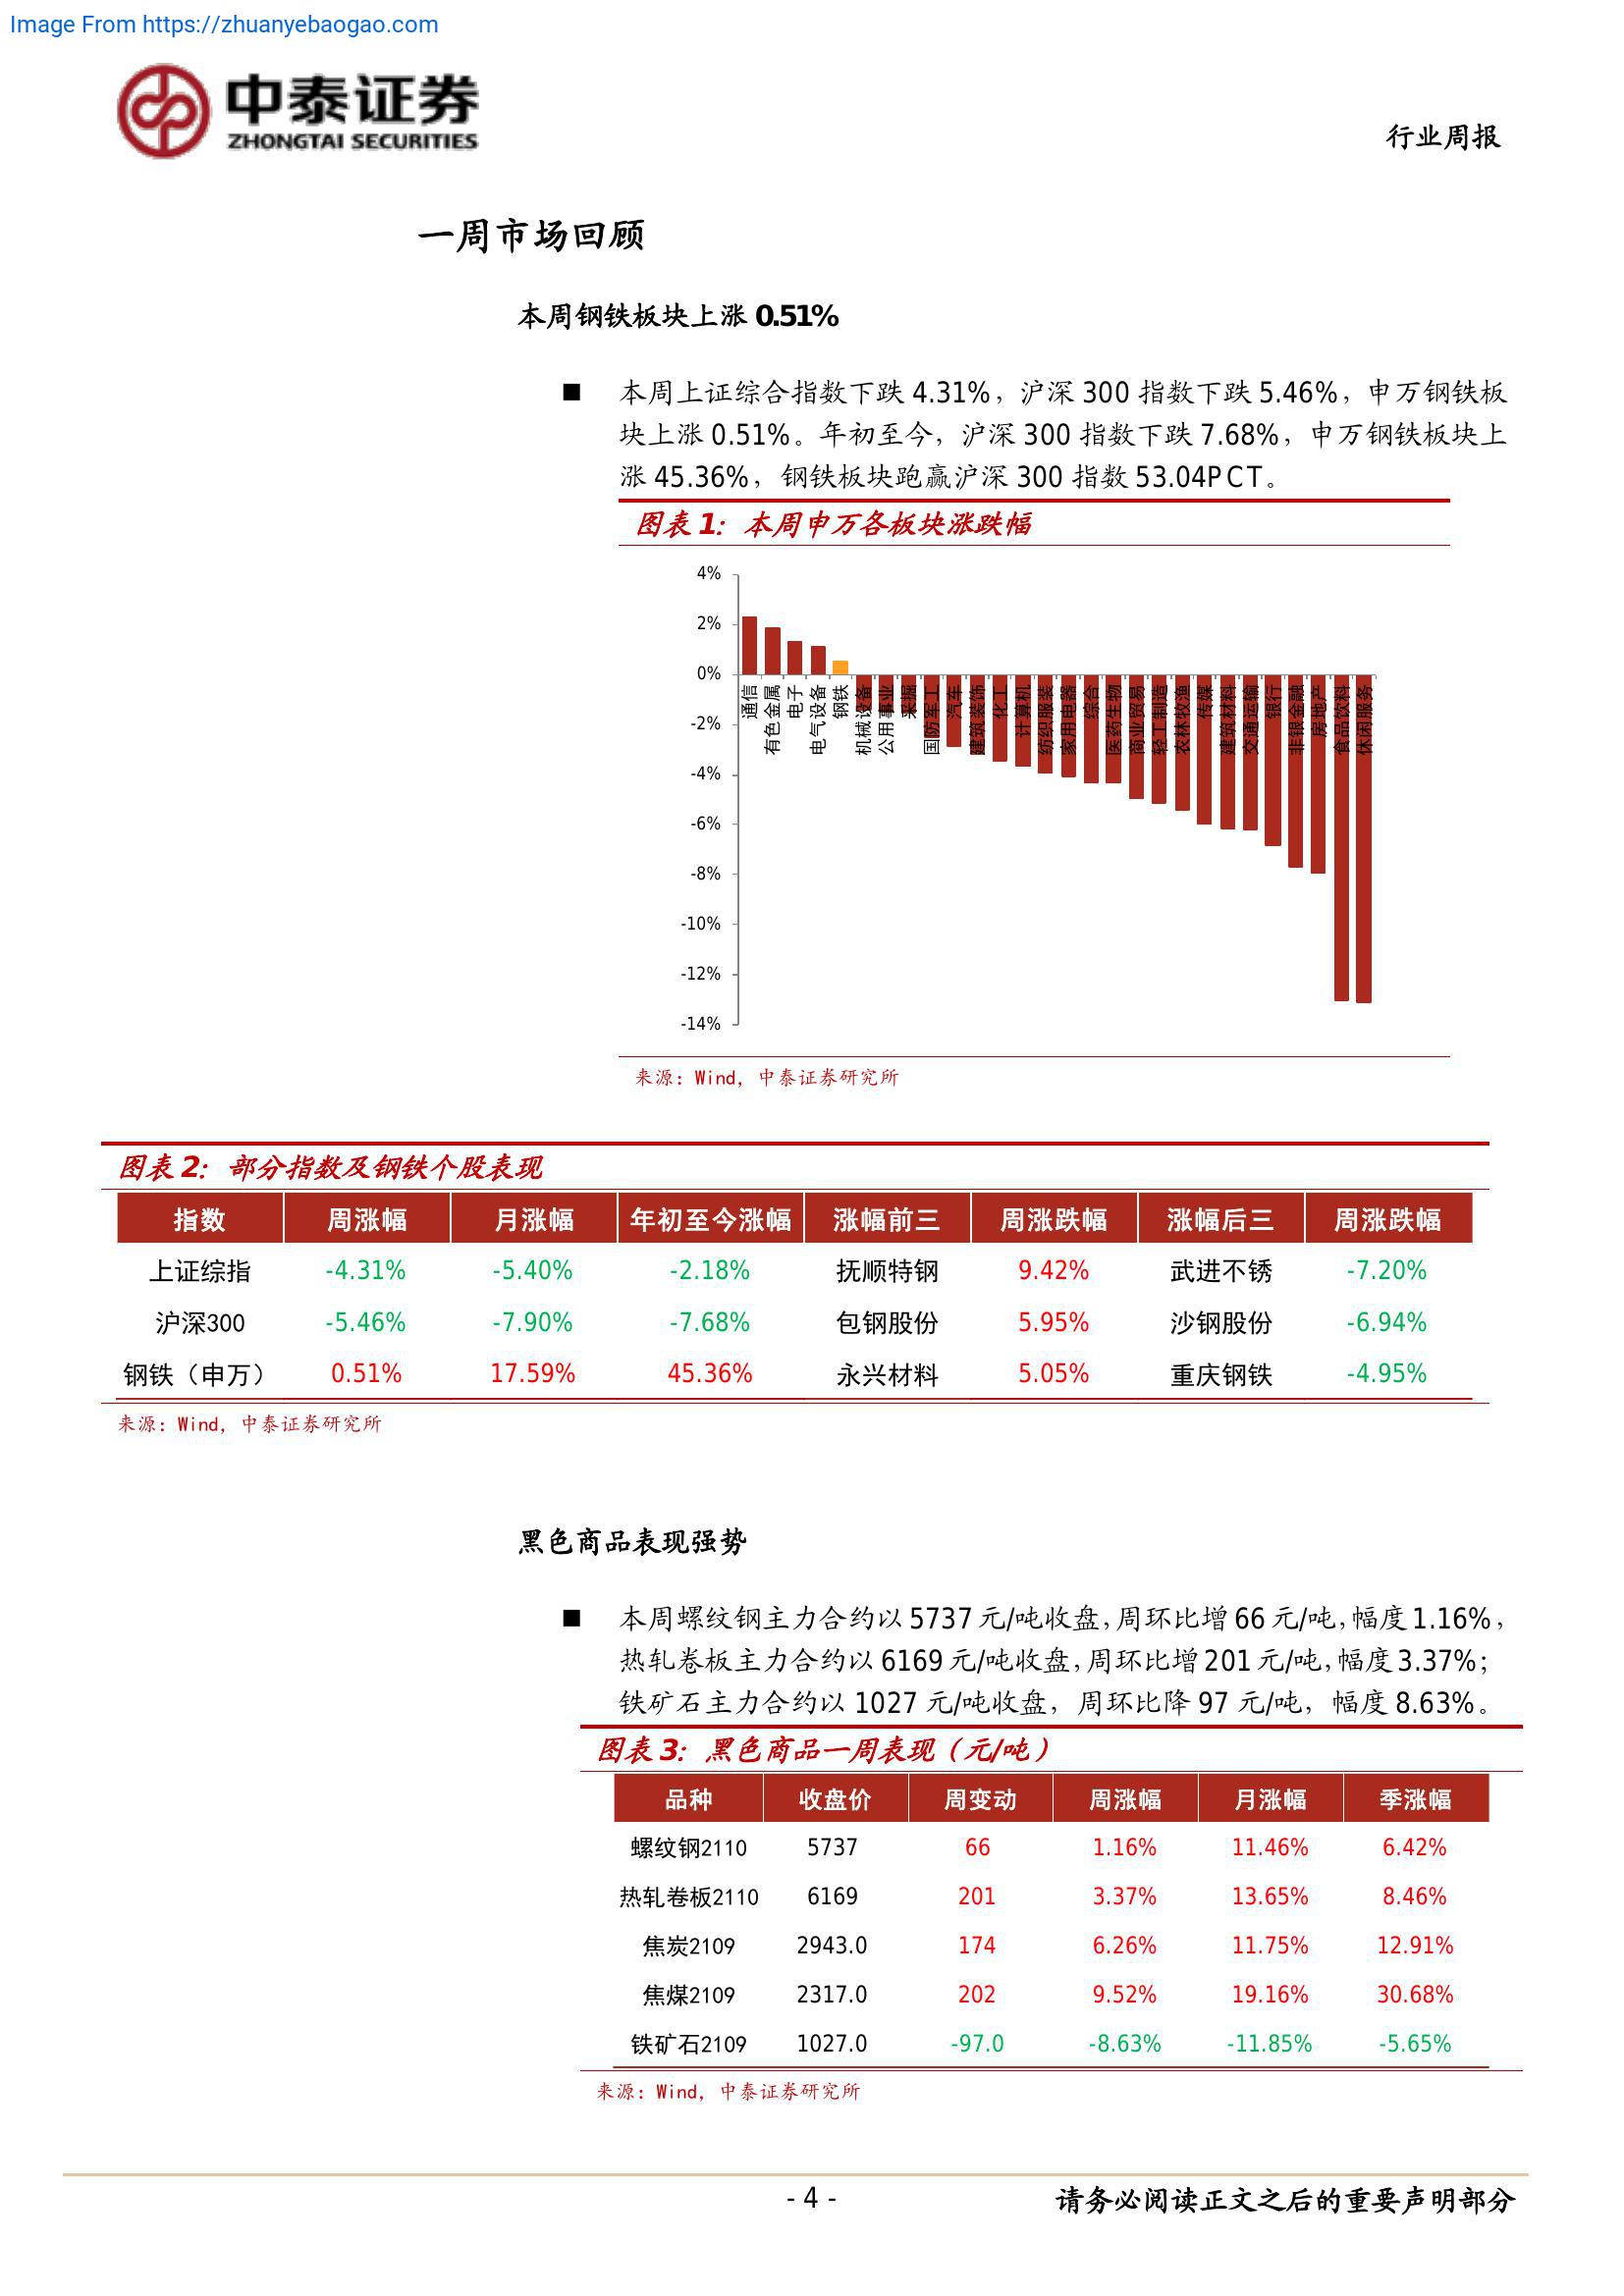 Image From https://zhuanyebaogao.com
中泰证券
ZHONGTAI SECURITIES
行业周报
一周市场回顾
本周钢铁板块上涨 0.51%
■ 本周上证综合指数下跌 4.31%，沪深 300 指数下跌 5.46%，申万钢铁板
块上涨 0.51%。年初至今，沪深 300 指数下跌 7.68%，申万钢铁板块上
涨 45.36%，钢铁板块跑赢沪深 300 指数 53.04PCT。
图表 1：本周申万各板块涨跌幅
4%
2%
0%
-2%
-4%
-6%
-8%
-10%
-12%
-14%
通信
有色金属
电子
电气设备
钢铁
机械设备
公用事业
采掘
国防军工
汽车
建筑装饰
化工
计算机
纺织服装
家用电器
综合
医药生物
商业贸易
轻工制造
农林牧渔
传媒
建筑材料
交通运输
银行
非银金融
房地产
食品饮料
休闲服务
来源：Wind，中泰证券研究所
图表 2：部分指数及钢铁个股表现
指数 周涨幅 月涨幅 年初至今涨幅 涨幅前三 周涨跌幅 涨幅后三 周涨跌幅
上证综指 -4.31% -5.40% -2.18% 抚顺特钢 9.42% 武进不锈 -7.20%
沪深300 -5.46% -7.90% -7.68% 包钢股份 5.95% 沙钢股份 -6.94%
钢铁（申万） 0.51% 17.59% 45.36% 永兴材料 5.05% 重庆钢铁 -4.95%
来源：Wind，中泰证券研究所
黑色商品表现强势
■ 本周螺纹钢主力合约以 5737 元/吨收盘，周环比增 66 元/吨，幅度 1.16%，
热轧卷板主力合约以 6169 元/吨收盘，周环比增 201 元/吨，幅度 3.37%；
铁矿石主力合约以 1027 元/吨收盘，周环比降 97 元/吨，幅度 8.63%。
图表 3：黑色商品一周表现（元/吨）
品种 收盘价 周变动 周涨幅 月涨幅 季涨幅
螺纹钢2110 5737 66 1.16% 11.46% 6.42%
热轧卷板2110 6169 201 3.37% 13.65% 8.46%
焦炭2109 2943.0 174 6.26% 11.75% 12.91%
焦煤2109 2317.0 202 9.52% 19.16% 30.68%
铁矿石2109 1027.0 -97.0 -8.63% -11.85% -5.65%
来源：Wind，中泰证券研究所
- 4 -
请务必阅读正文之后的重要声明部分